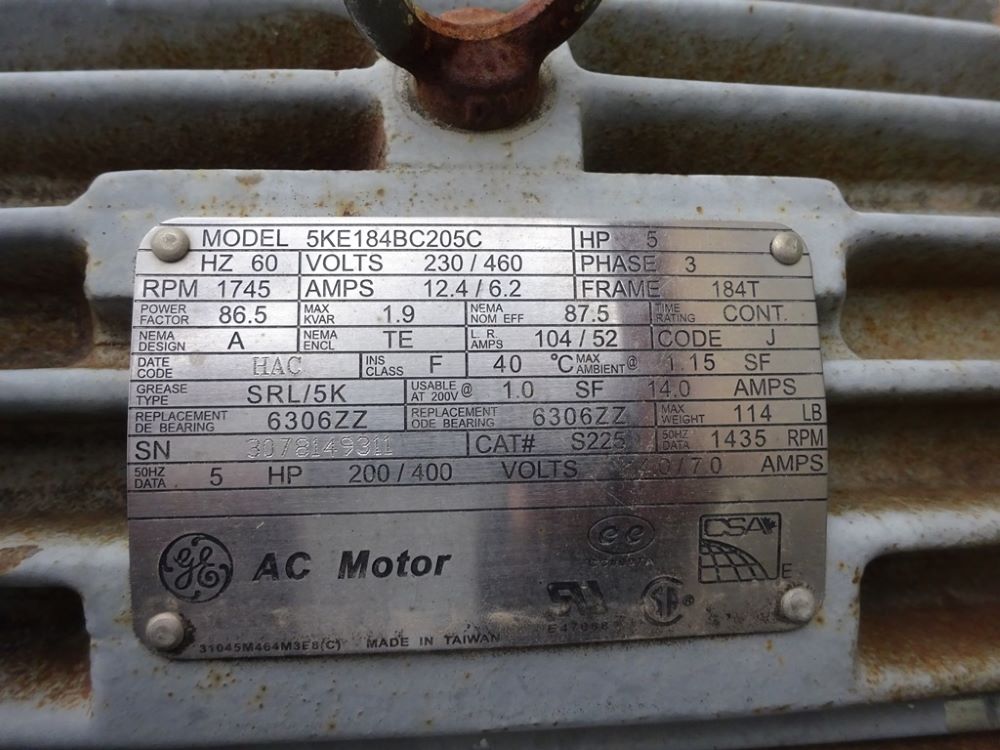 MODEL 5KE184BC205C HP 5
HZ 60 VOLTS 230 / 460 PHASE 3
RPM 1745 AMPS 12.4 / 6.2 FRAME 184T
POWER FACTOR 86.5 MAX KVAR 1.9 NEMA NOM EFF 87.5 TIME RATING CONT.
NEMA DESIGN A NEMA ENCL TE L.R. AMPS 104 / 52 CODE J
DATE CODE HAC INS CLASS F 40 °C MAX AMBIENT @ 1.15 SF
GREASE TYPE SRL/5K USABLE AT 200V @ 1.0 SF 14.0 AMPS
REPLACEMENT DE BEARING 6306ZZ REPLACEMENT ODE BEARING 6306ZZ MAX WEIGHT 114 LB
SN 3078149311 CAT# S225 50HZ DATA 1435 RPM
50HZ DATA 5 HP 200 / 400 VOLTS / 7.0 AMPS
GE AC Motor
CSA
E
31045M464M3E8(C) MADE IN TAIWAN